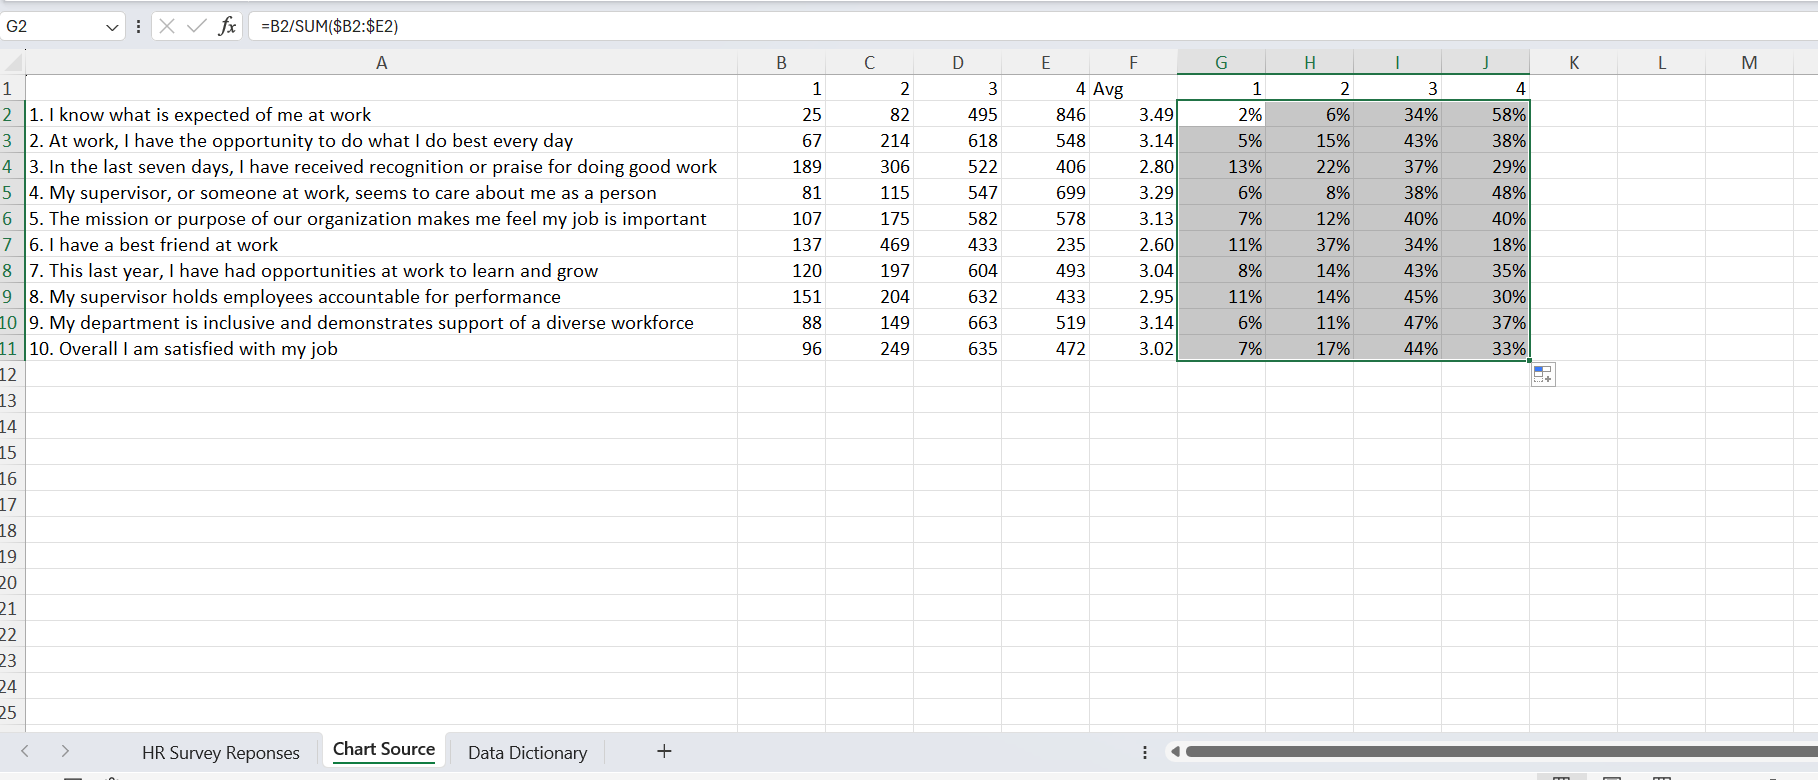 G2 fx =B2/SUM($B2:$E2)
A B C D E F G H I J K L M
1 1 2 3 4 Avg 1 2 3 4
2 1. I know what is expected of me at work 25 82 495 846 3.49 2% 6% 34% 58%
3 2. At work, I have the opportunity to do what I do best every day 67 214 618 548 3.14 5% 15% 43% 38%
4 3. In the last seven days, I have received recognition or praise for doing good work 189 306 522 406 2.80 13% 22% 37% 29%
5 4. My supervisor, or someone at work, seems to care about me as a person 81 115 547 699 3.29 6% 8% 38% 48%
6 5. The mission or purpose of our organization makes me feel my job is important 107 175 582 578 3.13 7% 12% 40% 40%
7 6. I have a best friend at work 137 469 433 235 2.60 11% 37% 34% 18%
8 7. This last year, I have had opportunities at work to learn and grow 120 197 604 493 3.04 8% 14% 43% 35%
9 8. My supervisor holds employees accountable for performance 151 204 632 433 2.95 11% 14% 45% 30%
10 9. My department is inclusive and demonstrates support of a diverse workforce 88 149 663 519 3.14 6% 11% 47% 37%
11 10. Overall I am satisfied with my job 96 249 635 472 3.02 7% 17% 44% 33%
12
13
14
15
16
17
18
19
20
21
22
23
24
25
HR Survey Reponses Chart Source Data Dictionary